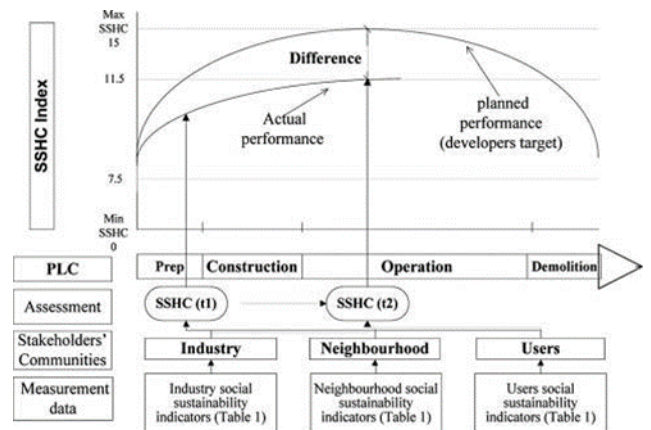 Max
SSHC
15
11.5
7.5
Min
SSHC
0
SSHC Index
Difference
Actual
performance
planned
performance
(developers target)
PLC
Prep
Construction
Operation
Demolition
Assessment
SSHC (t1)
SSHC (t2)
Stakeholders'
Communities
Industry
Neighbourhood
Users
Measurement
data
Industry social
sustainability
indicators (Table 1)
Neighbourhood social
sustainability
indicators (Table 1)
Users social
sustainability
indicators (Table 1)